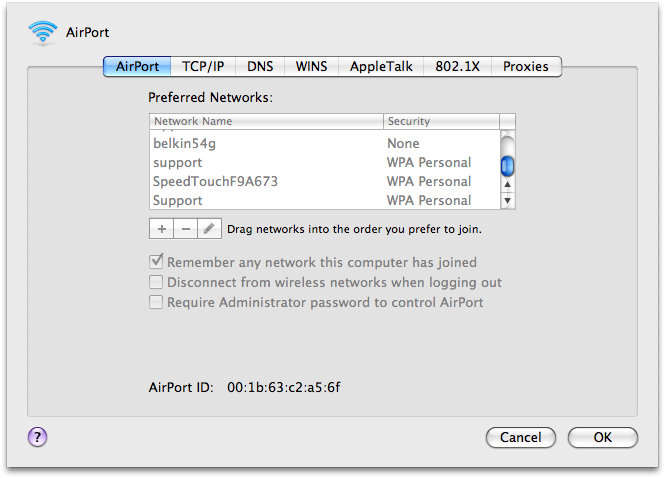 AirPort
AirPort TCP/IP DNS WINS AppleTalk 802.1X Proxies
Preferred Networks:
Network Name Security
belkin54g None
support WPA Personal
SpeedTouchF9A673 WPA Personal
Support WPA Personal
+ − Drag networks into the order you prefer to join.
Remember any network this computer has joined
Disconnect from wireless networks when logging out
Require Administrator password to control AirPort
AirPort ID: 00:1b:63:c2:a5:6f
? Cancel OK